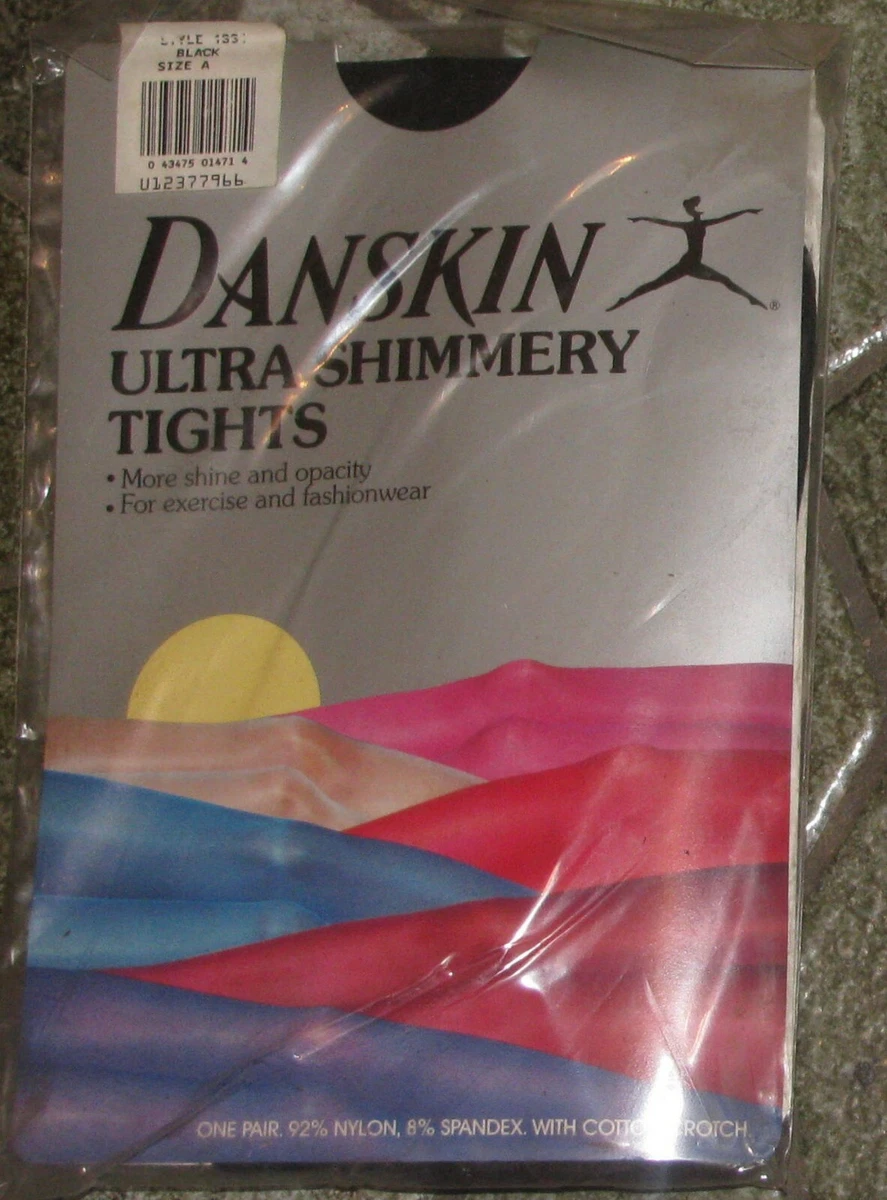 BLACK
SIZE A
0 43475 01471 4
U12377966
DANSKIN
®
ULTRA SHIMMERY
TIGHTS
• More shine and opacity
• For exercise and fashionwear
ONE PAIR. 92% NYLON, 8% SPANDEX. WITH CROTCH.